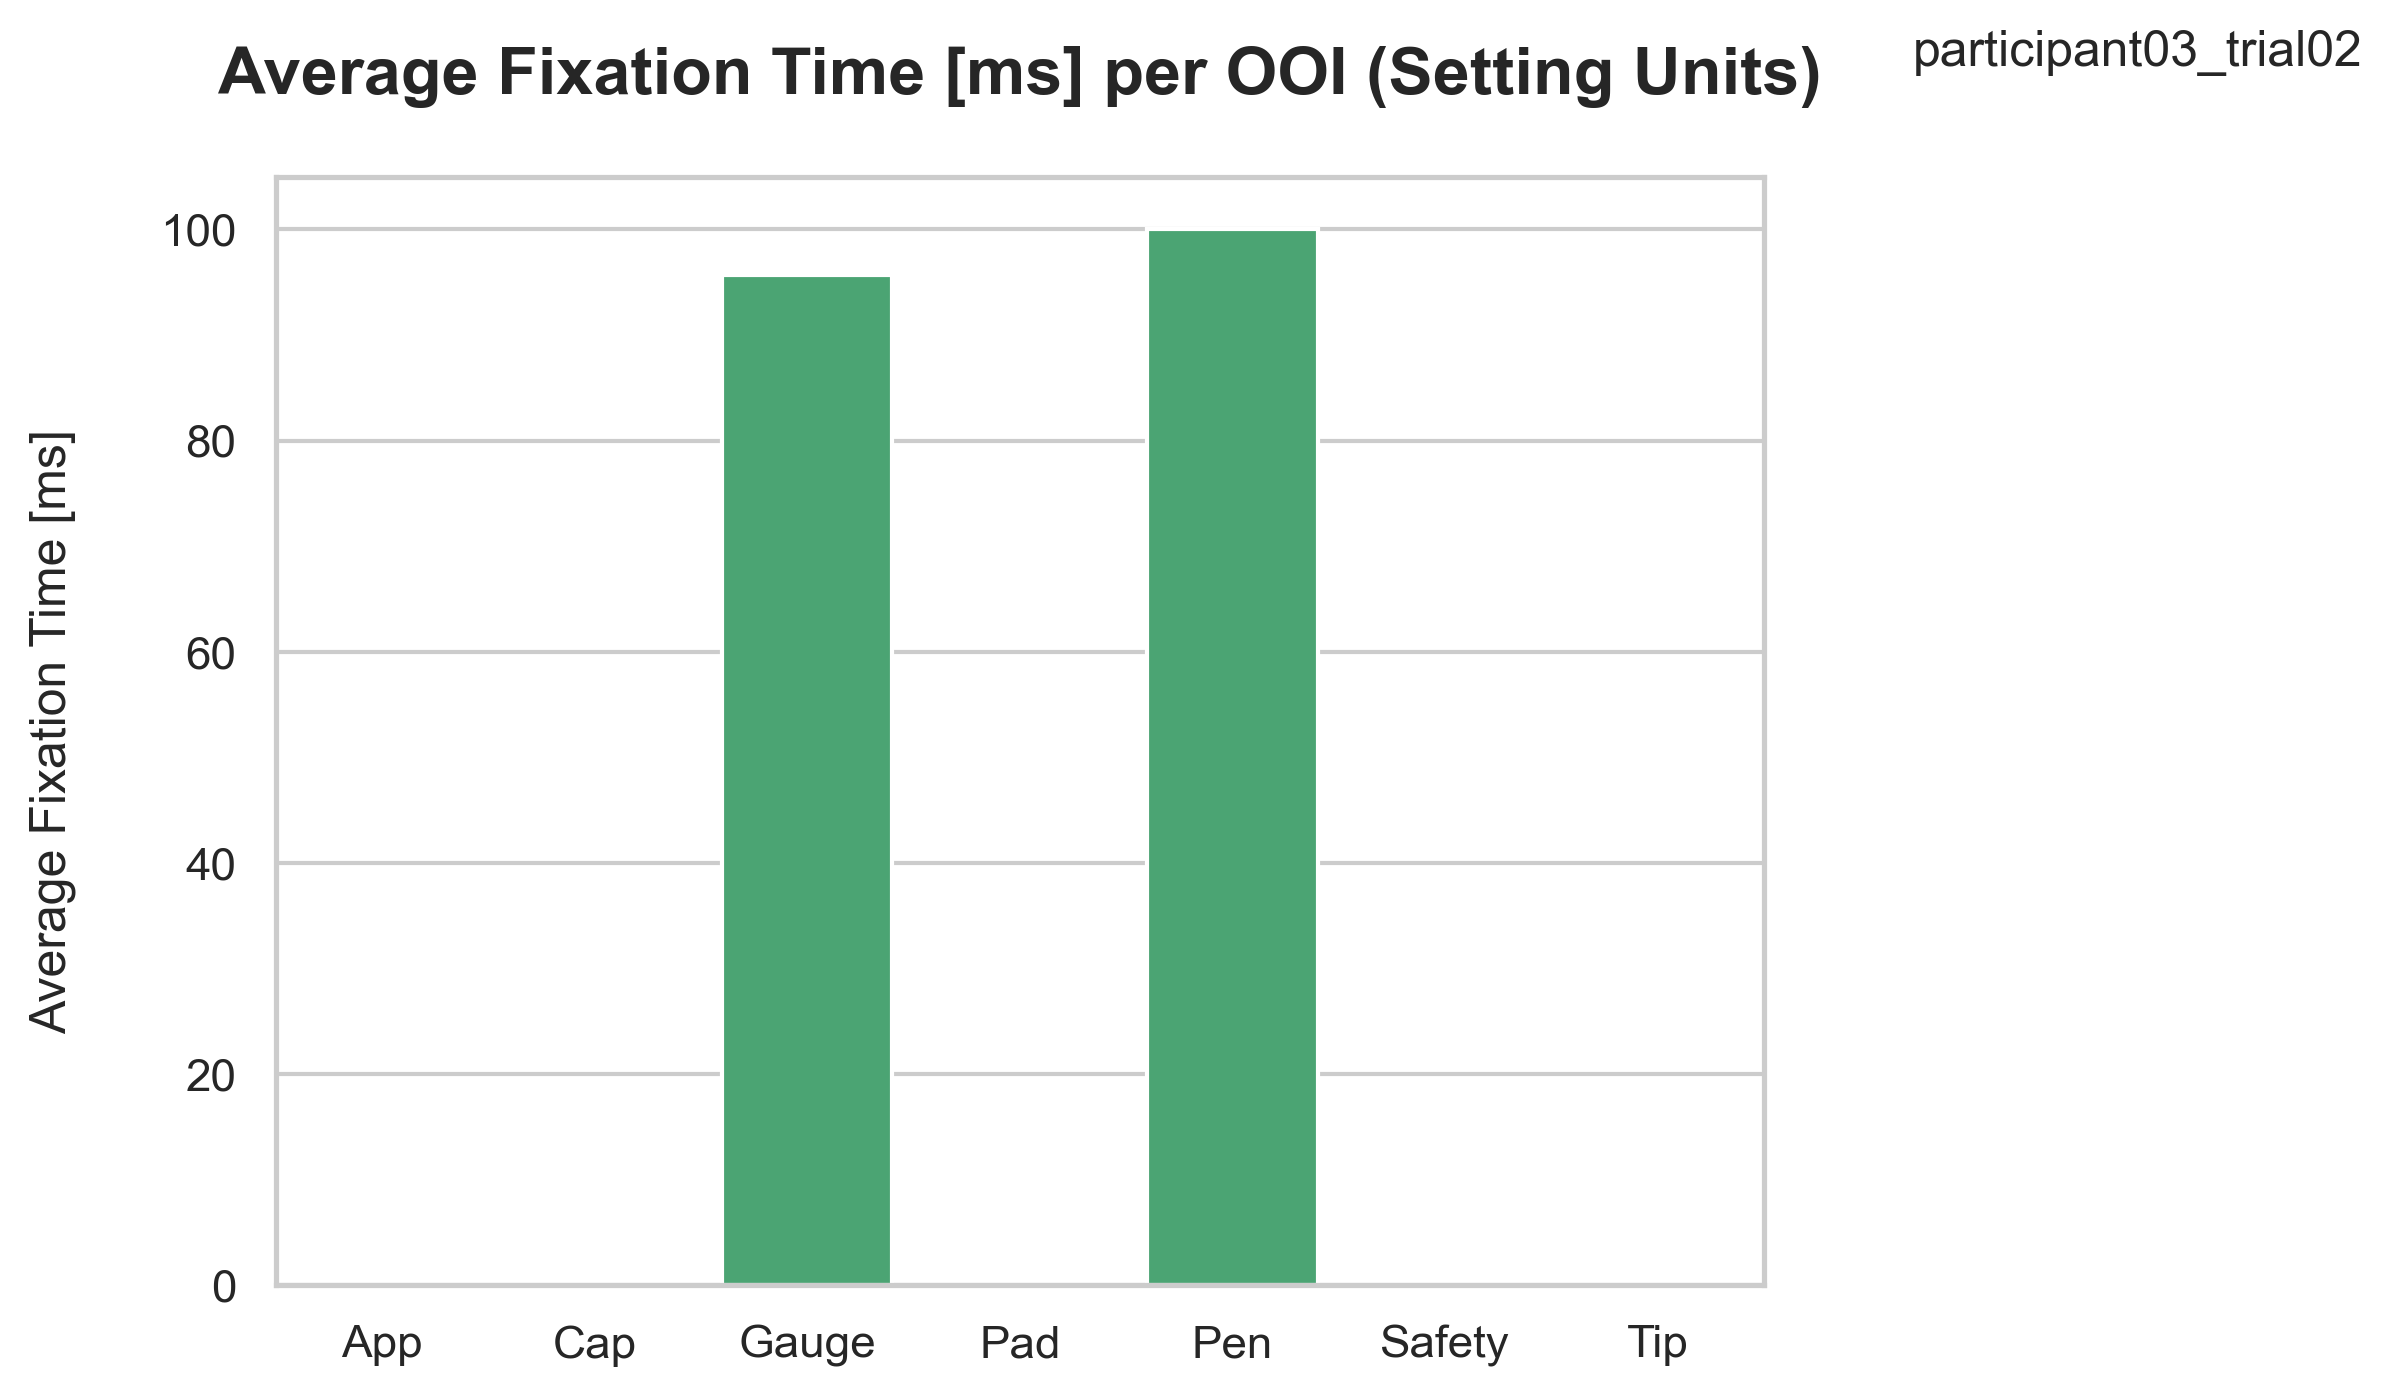 Average Fixation Time [ms] per OOI (Setting Units)
participant03_trial02
Average Fixation Time [ms]
100
80
60
40
20
0
App Cap Gauge Pad Pen Safety Tip